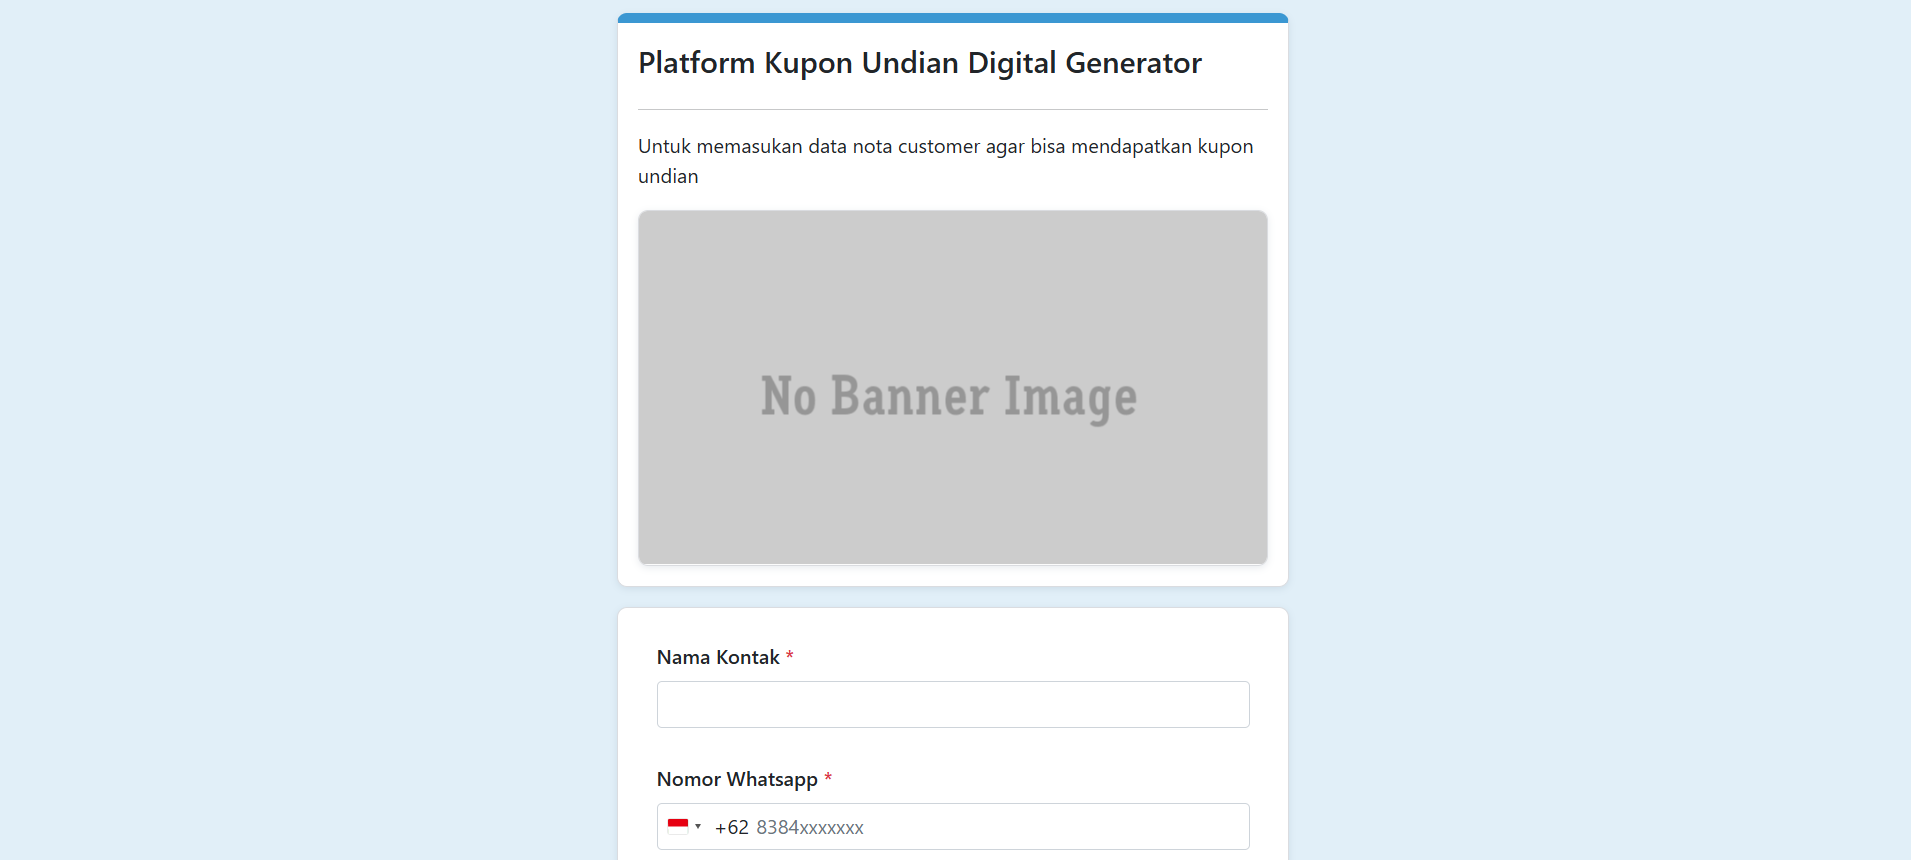 Platform Kupon Undian Digital Generator
Untuk memasukan data nota customer agar bisa mendapatkan kupon
undian
No Banner Image
Nama Kontak *
Nomor Whatsapp *
+62 8384xxxxxxx